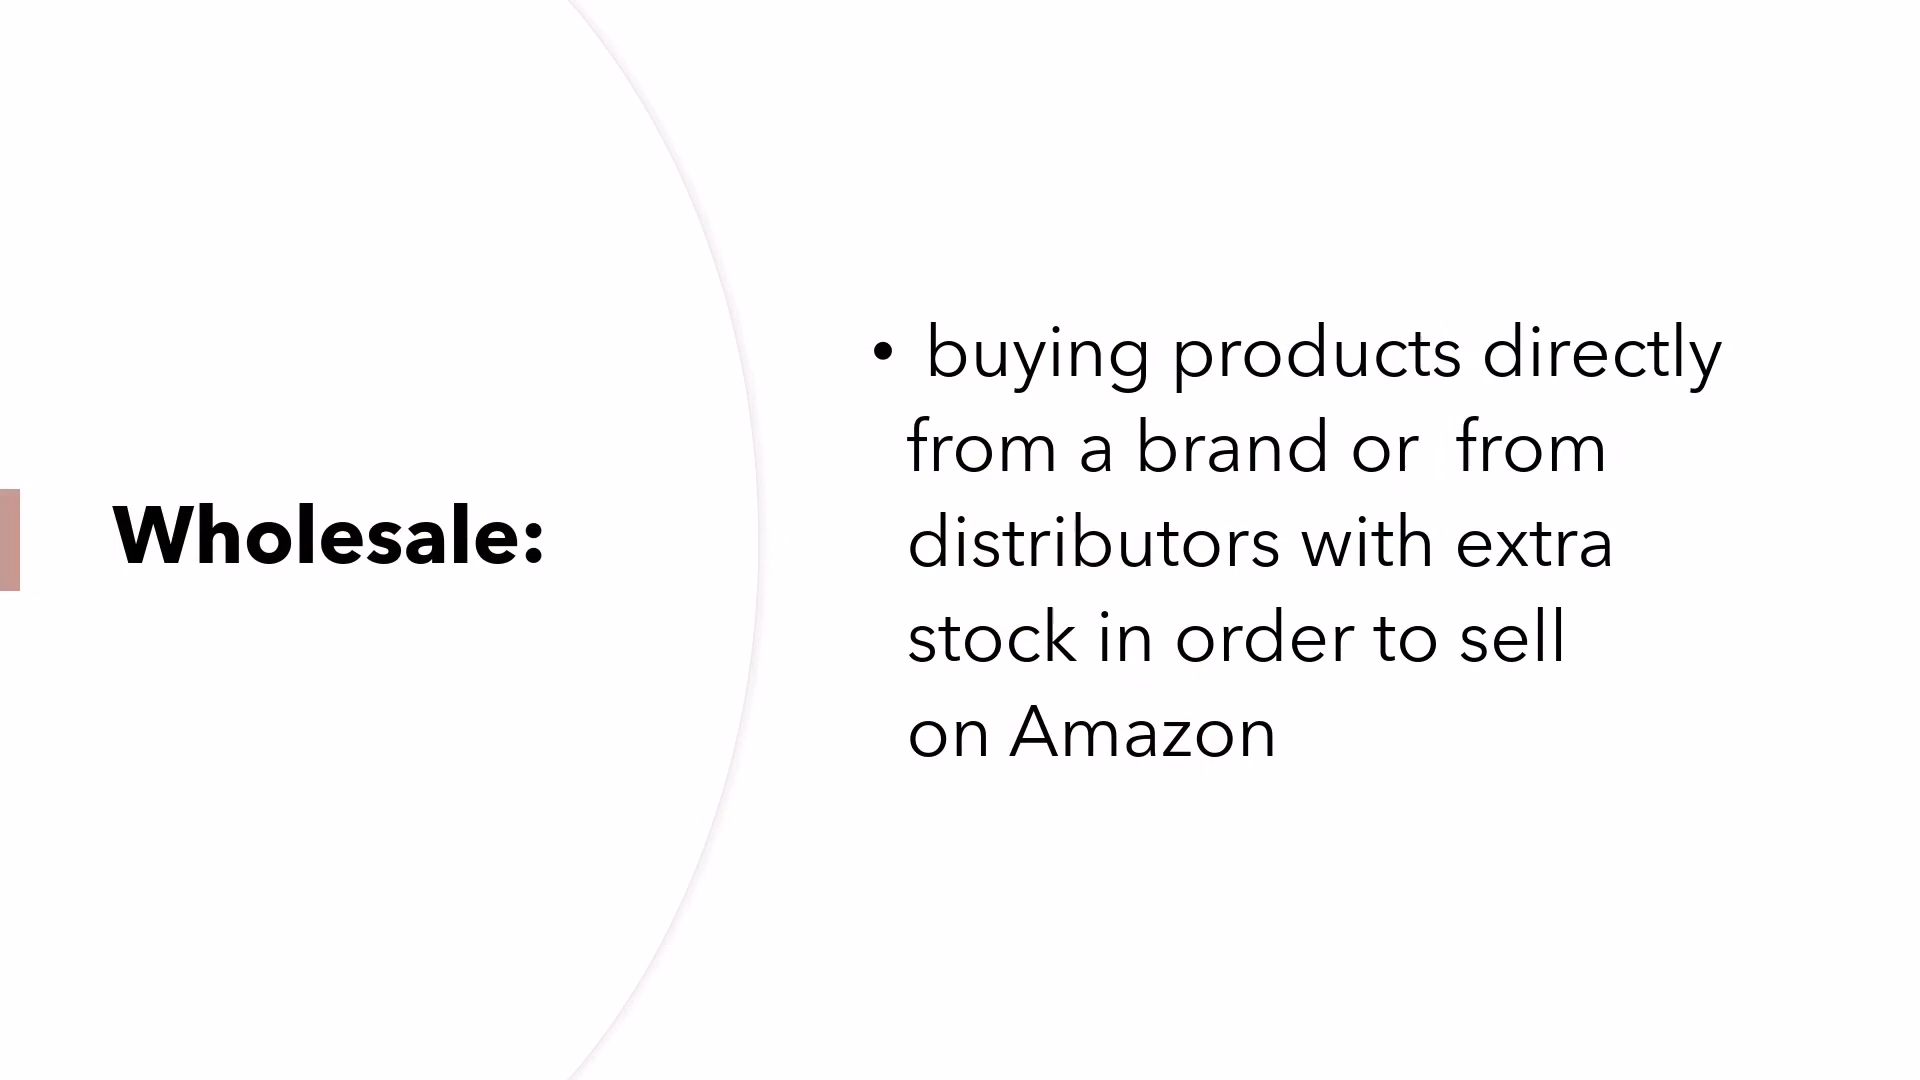 Wholesale:
• buying products directly
from a brand or  from
distributors with extra
stock in order to sell
on Amazon